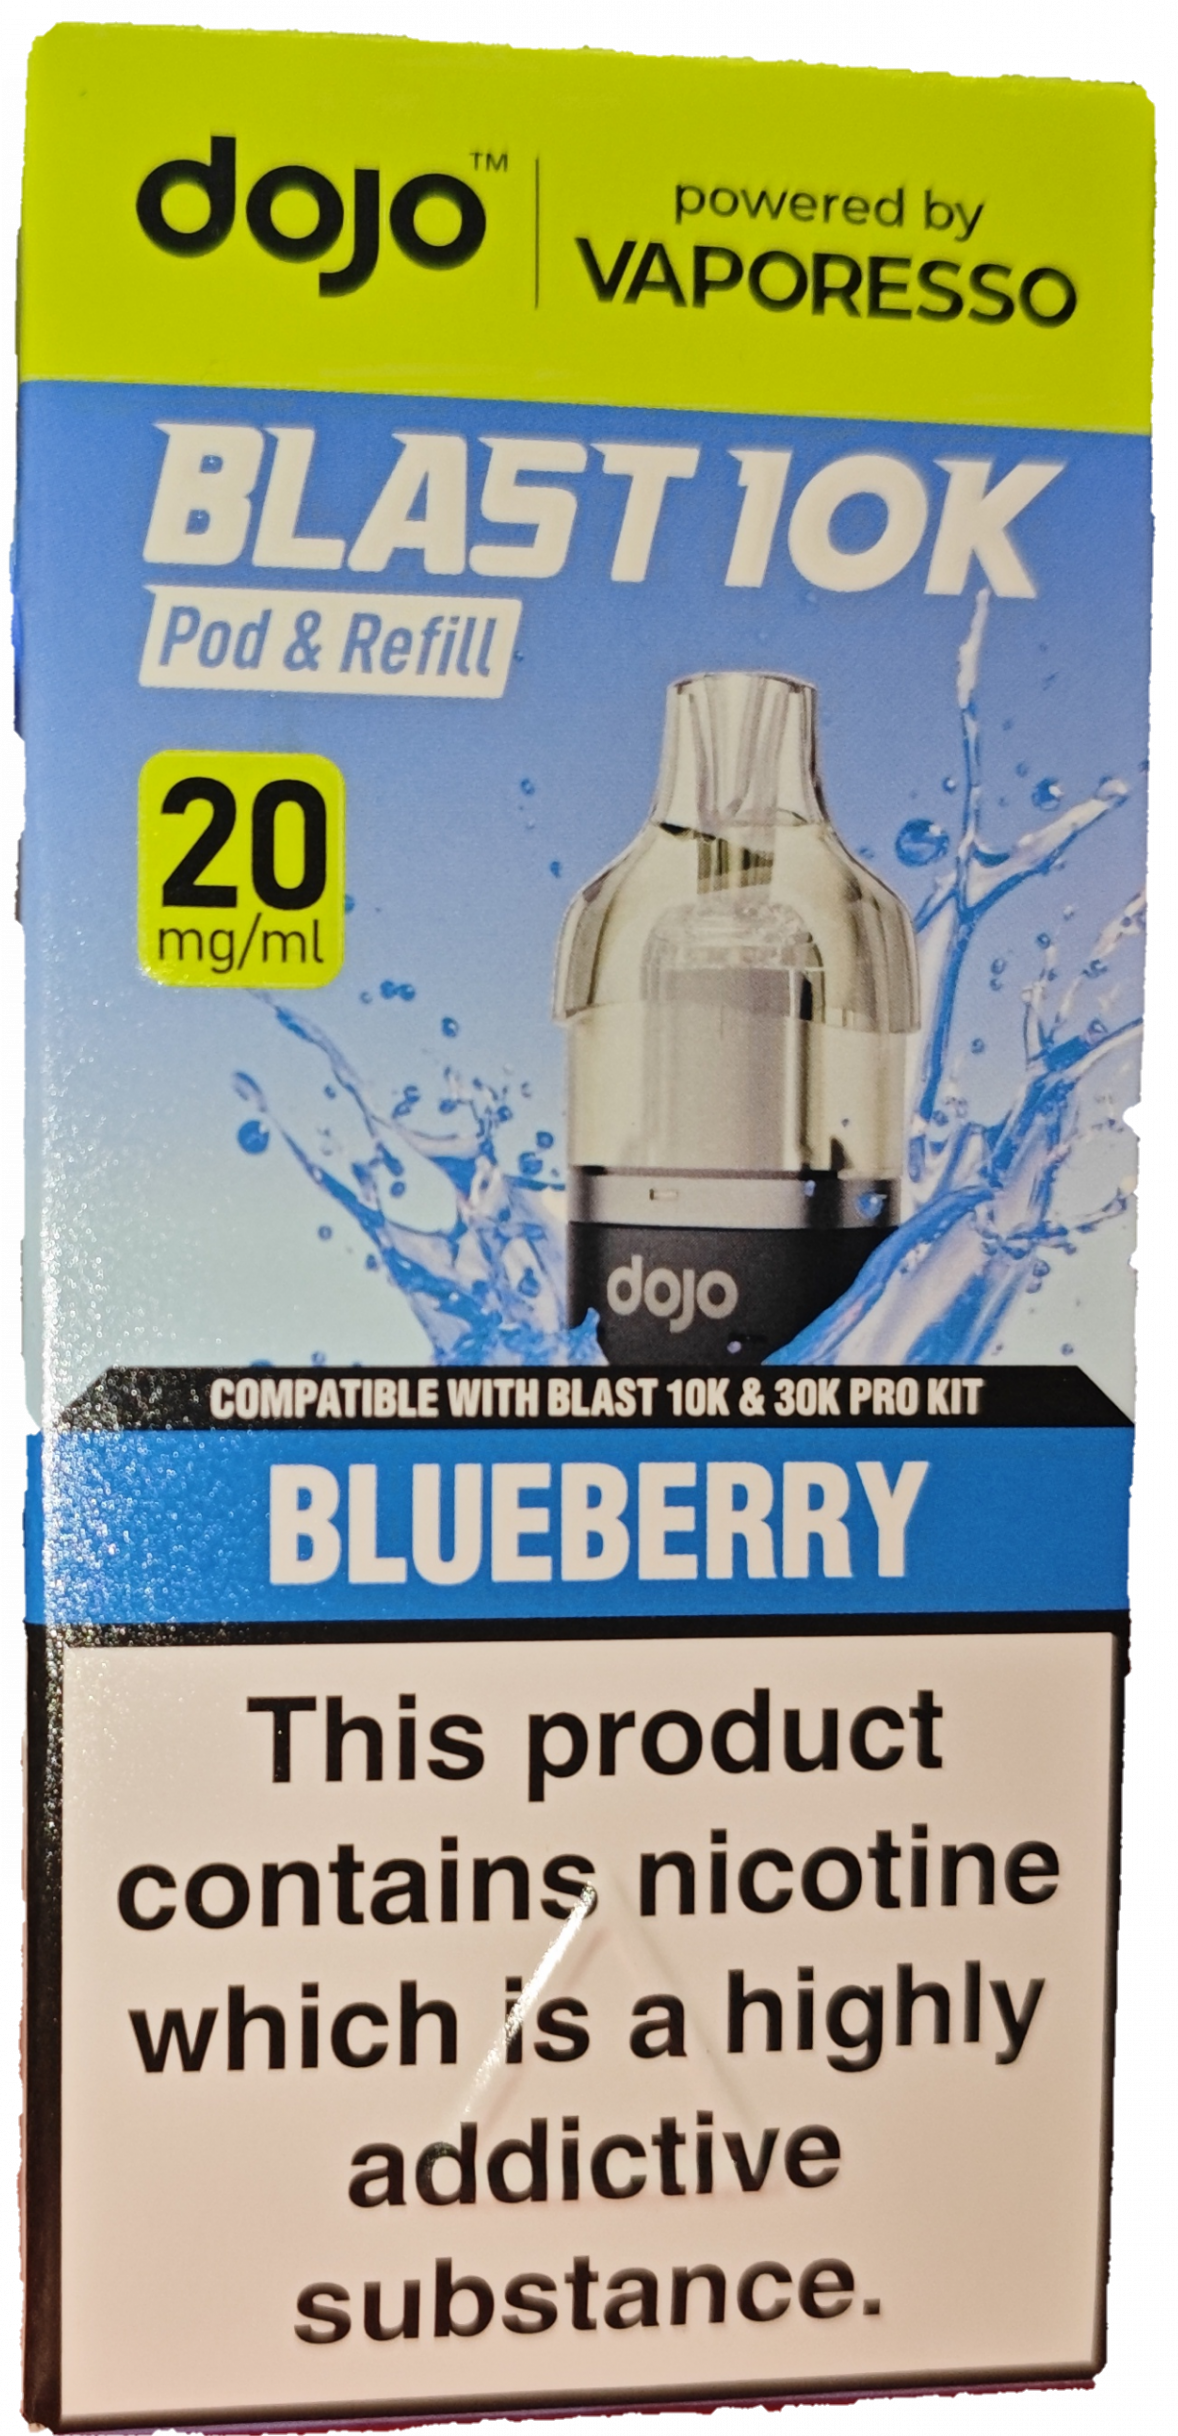 dojo™
powered by
VAPORESSO
BLAST 10K
Pod & Refill
20
mg/ml
dojo
COMPATIBLE WITH BLAST 10K & 30K PRO KIT
BLUEBERRY
This product
contains nicotine
which is a highly
addictive
substance.